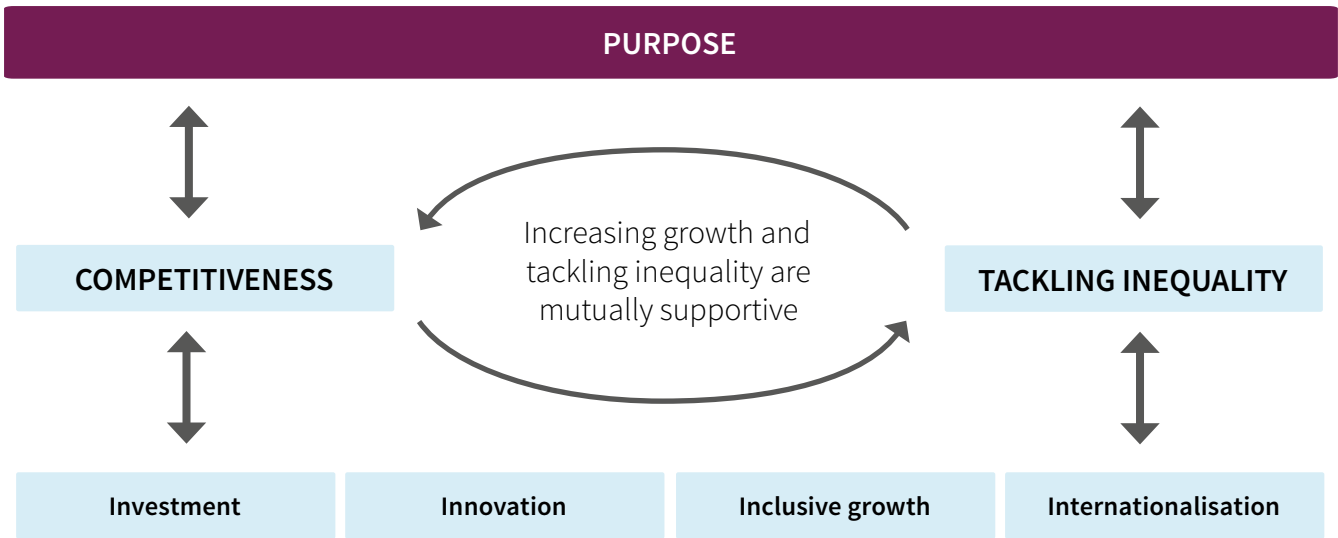 PURPOSE
Increasing growth and
tackling inequality are
mutually supportive
COMPETITIVENESS
TACKLING INEQUALITY
Investment
Innovation
Inclusive growth
Internationalisation